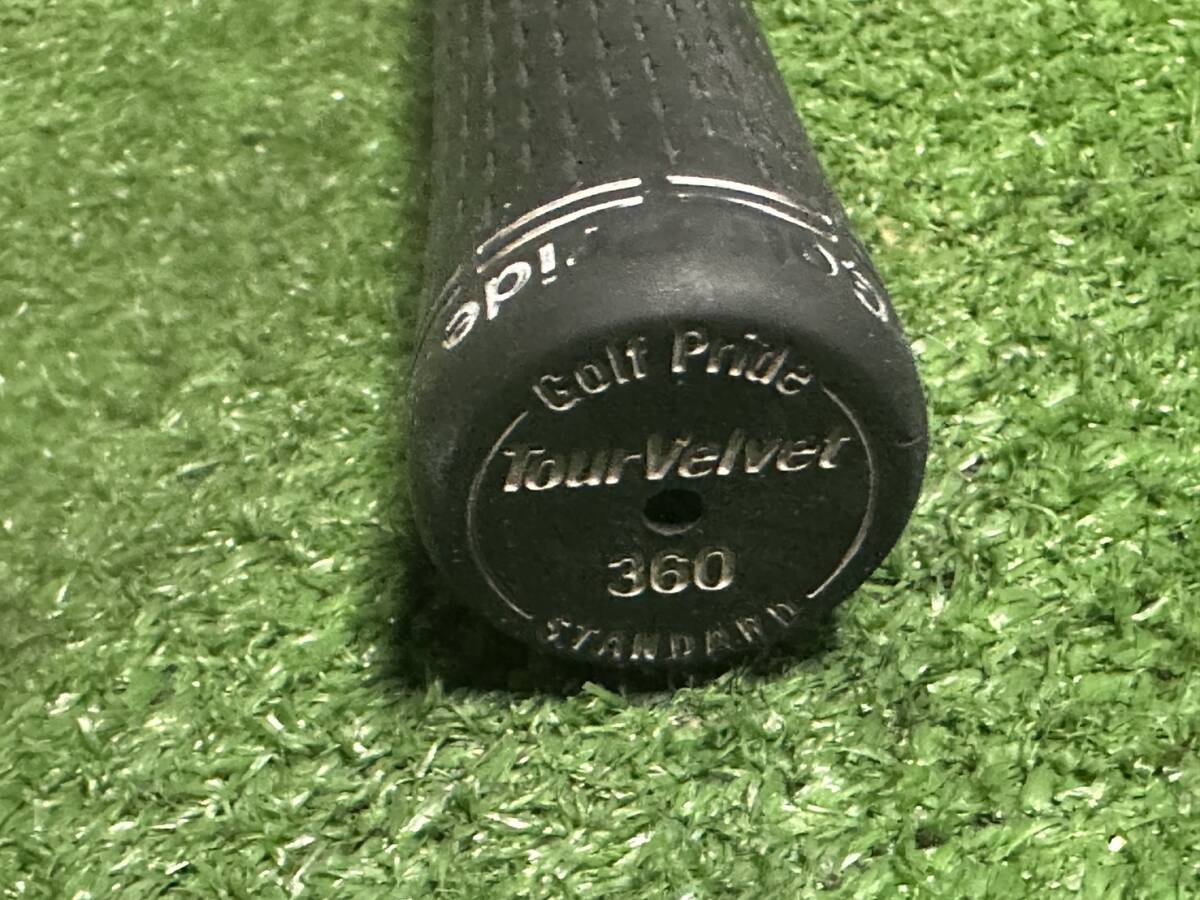 Golf Pride
TourVelvet
360
STANDARD